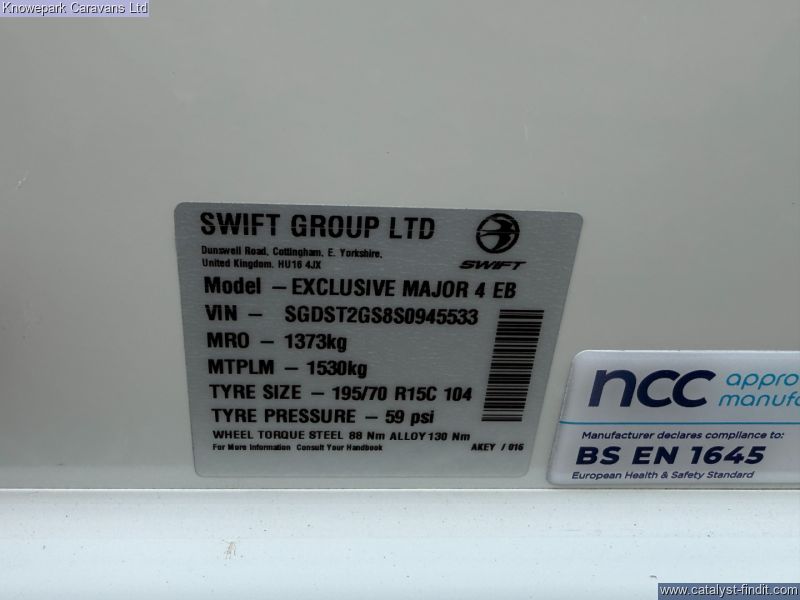 Knowepark Caravans Ltd
SWIFT GROUP LTD
Dunswell Road, Cottingham, E. Yorkshire,
United Kingdom. HU16 4JX
SWIFT
Model – EXCLUSIVE MAJOR 4 EB
VIN – SGDST2GS8S0945533
MRO – 1373kg
MTPLM – 1530kg
TYRE SIZE – 195/70 R15C 104
TYRE PRESSURE – 59 psi
WHEEL TORQUE STEEL 88 Nm ALLOY 130 Nm
For More Information Consult Your Handbook AKEY / 016
ncc appro
manufa
Manufacturer declares compliance to:
BS EN 1645
European Health & Safety Standard
www.catalyst-findit.com